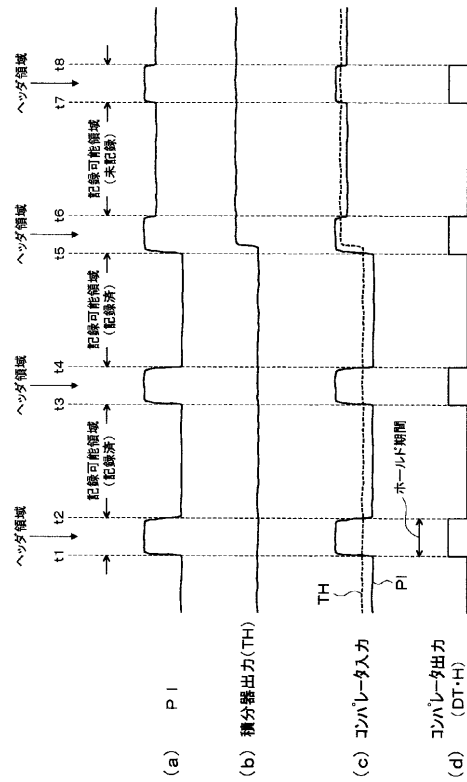 ヘッダ領域
ヘッダ領域
ヘッダ領域
ヘッダ領域
t1
t2
t3
t4
t5
t6
t7
t8
記録可能領域
(記録済)
記録可能領域
(記録済)
記録可能領域
(未記録)
(a) PI
(b) 積分器出力(TH)
(c) コンパレータ入力
TH
PI
ホールド期間
(d) コンパレータ出力
(DT・H)